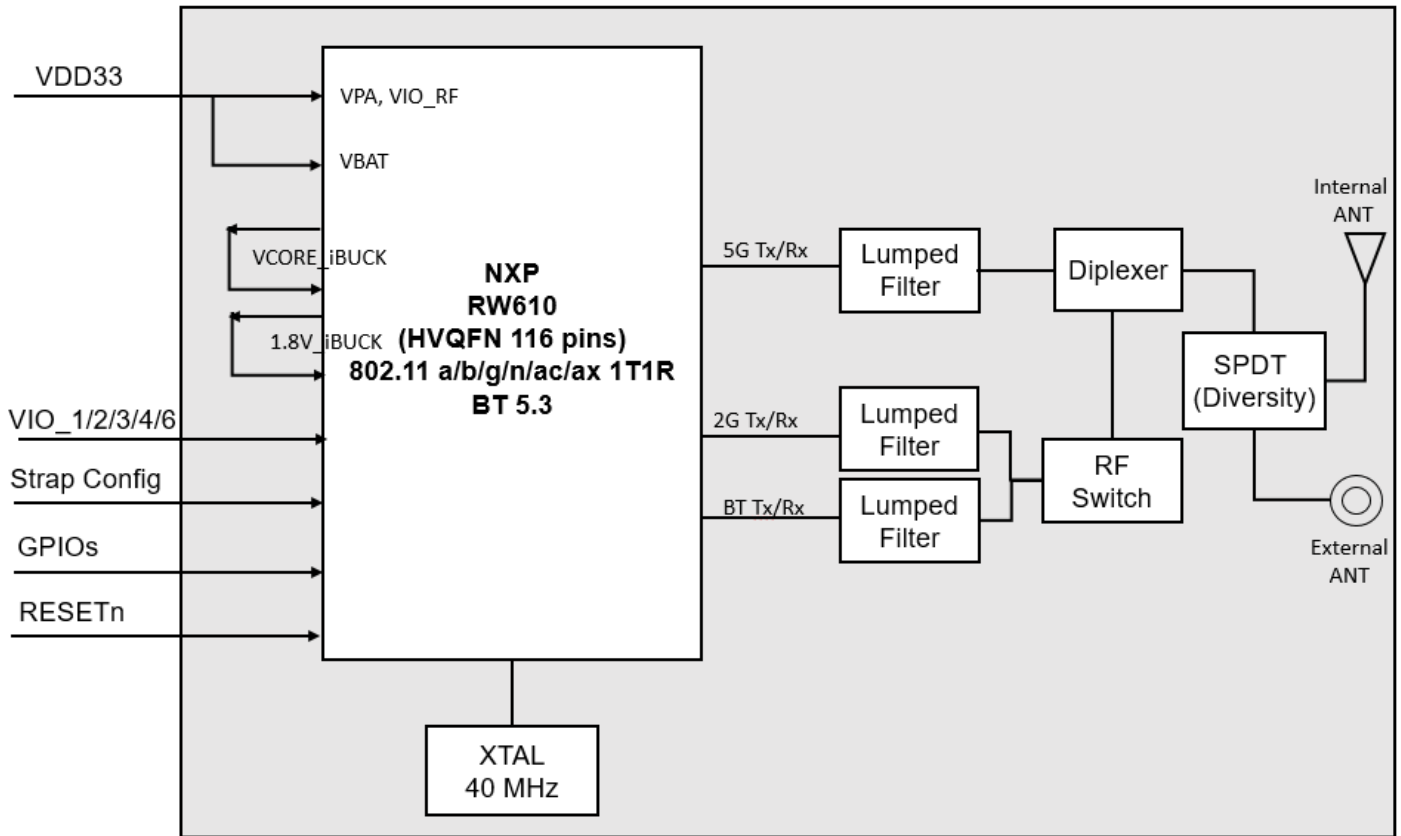 VDD33
VPA, VIO_RF
VBAT
VCORE_iBUCK
1.8V_iBUCK
NXP
RW610
(HVQFN 116 pins)
802.11 a/b/g/n/ac/ax 1T1R
BT 5.3
VIO_1/2/3/4/6
Strap Config
GPIOs
RESETn
XTAL
40 MHz
5G Tx/Rx
Lumped
Filter
Diplexer
2G Tx/Rx
Lumped
Filter
BT Tx/Rx
Lumped
Filter
RF
Switch
SPDT
(Diversity)
Internal
ANT
External
ANT